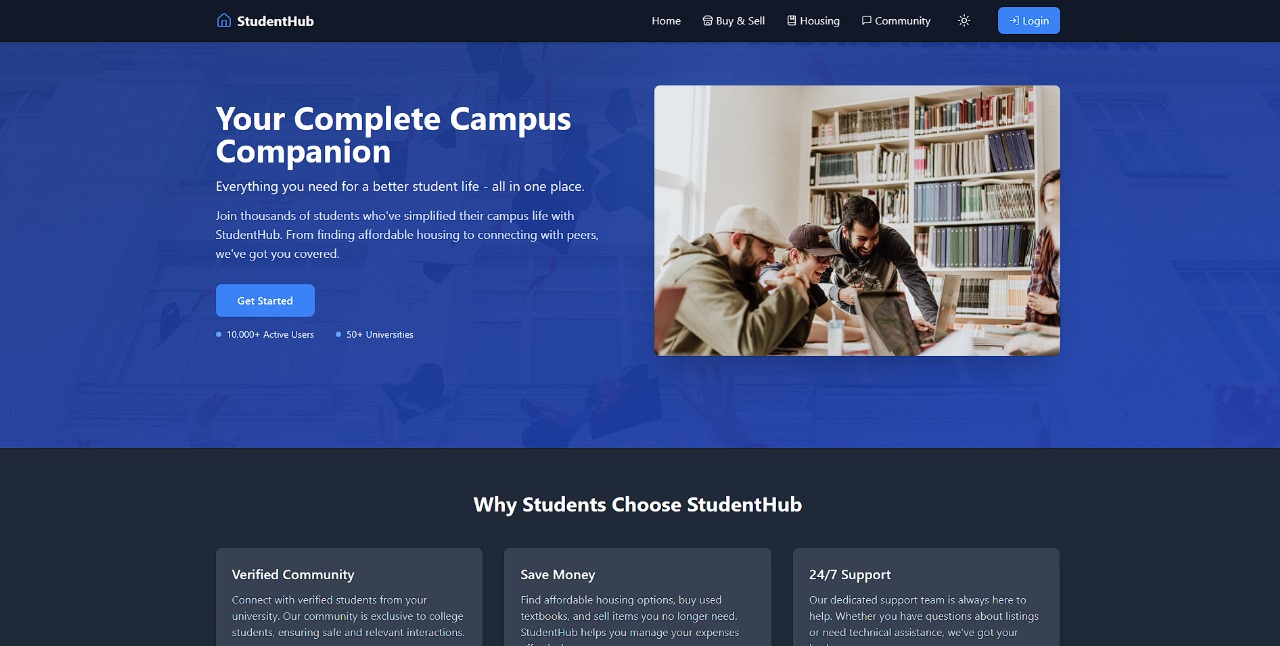 StudentHub
Home
Buy & Sell
Housing
Community
Login
Your Complete Campus
Companion
Everything you need for a better student life - all in one place.
Join thousands of students who've simplified their campus life with
StudentHub. From finding affordable housing to connecting with peers,
we've got you covered.
Get Started
10,000+ Active Users
50+ Universities
Why Students Choose StudentHub
Verified Community
Connect with verified students from your
university. Our community is exclusive to college
students, ensuring safe and relevant interactions.
Save Money
Find affordable housing options, buy used
textbooks, and sell items you no longer need.
StudentHub helps you manage your expenses
24/7 Support
Our dedicated support team is always here to
help. Whether you have questions about listings
or need technical assistance, we've got your